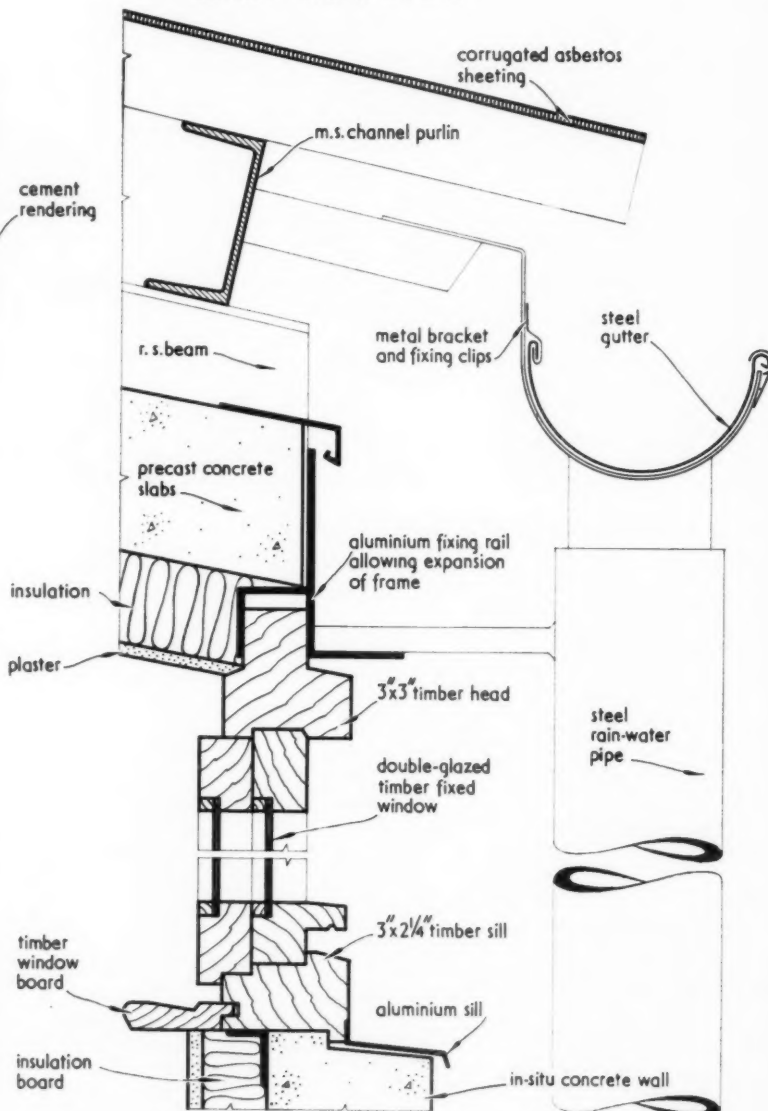 corrugated asbestos
sheeting
m.s.channel purlin
cement
rendering
metal bracket
and fixing clips
steel
gutter
r.s.beam
precast concrete
slabs
aluminium fixing rail
allowing expansion
of frame
insulation
plaster
3"x3" timber head
steel
rain-water
pipe
double-glazed
timber fixed
window
3"x2¼" timber sill
timber
window
board
aluminium sill
insulation
board
in-situ concrete wall